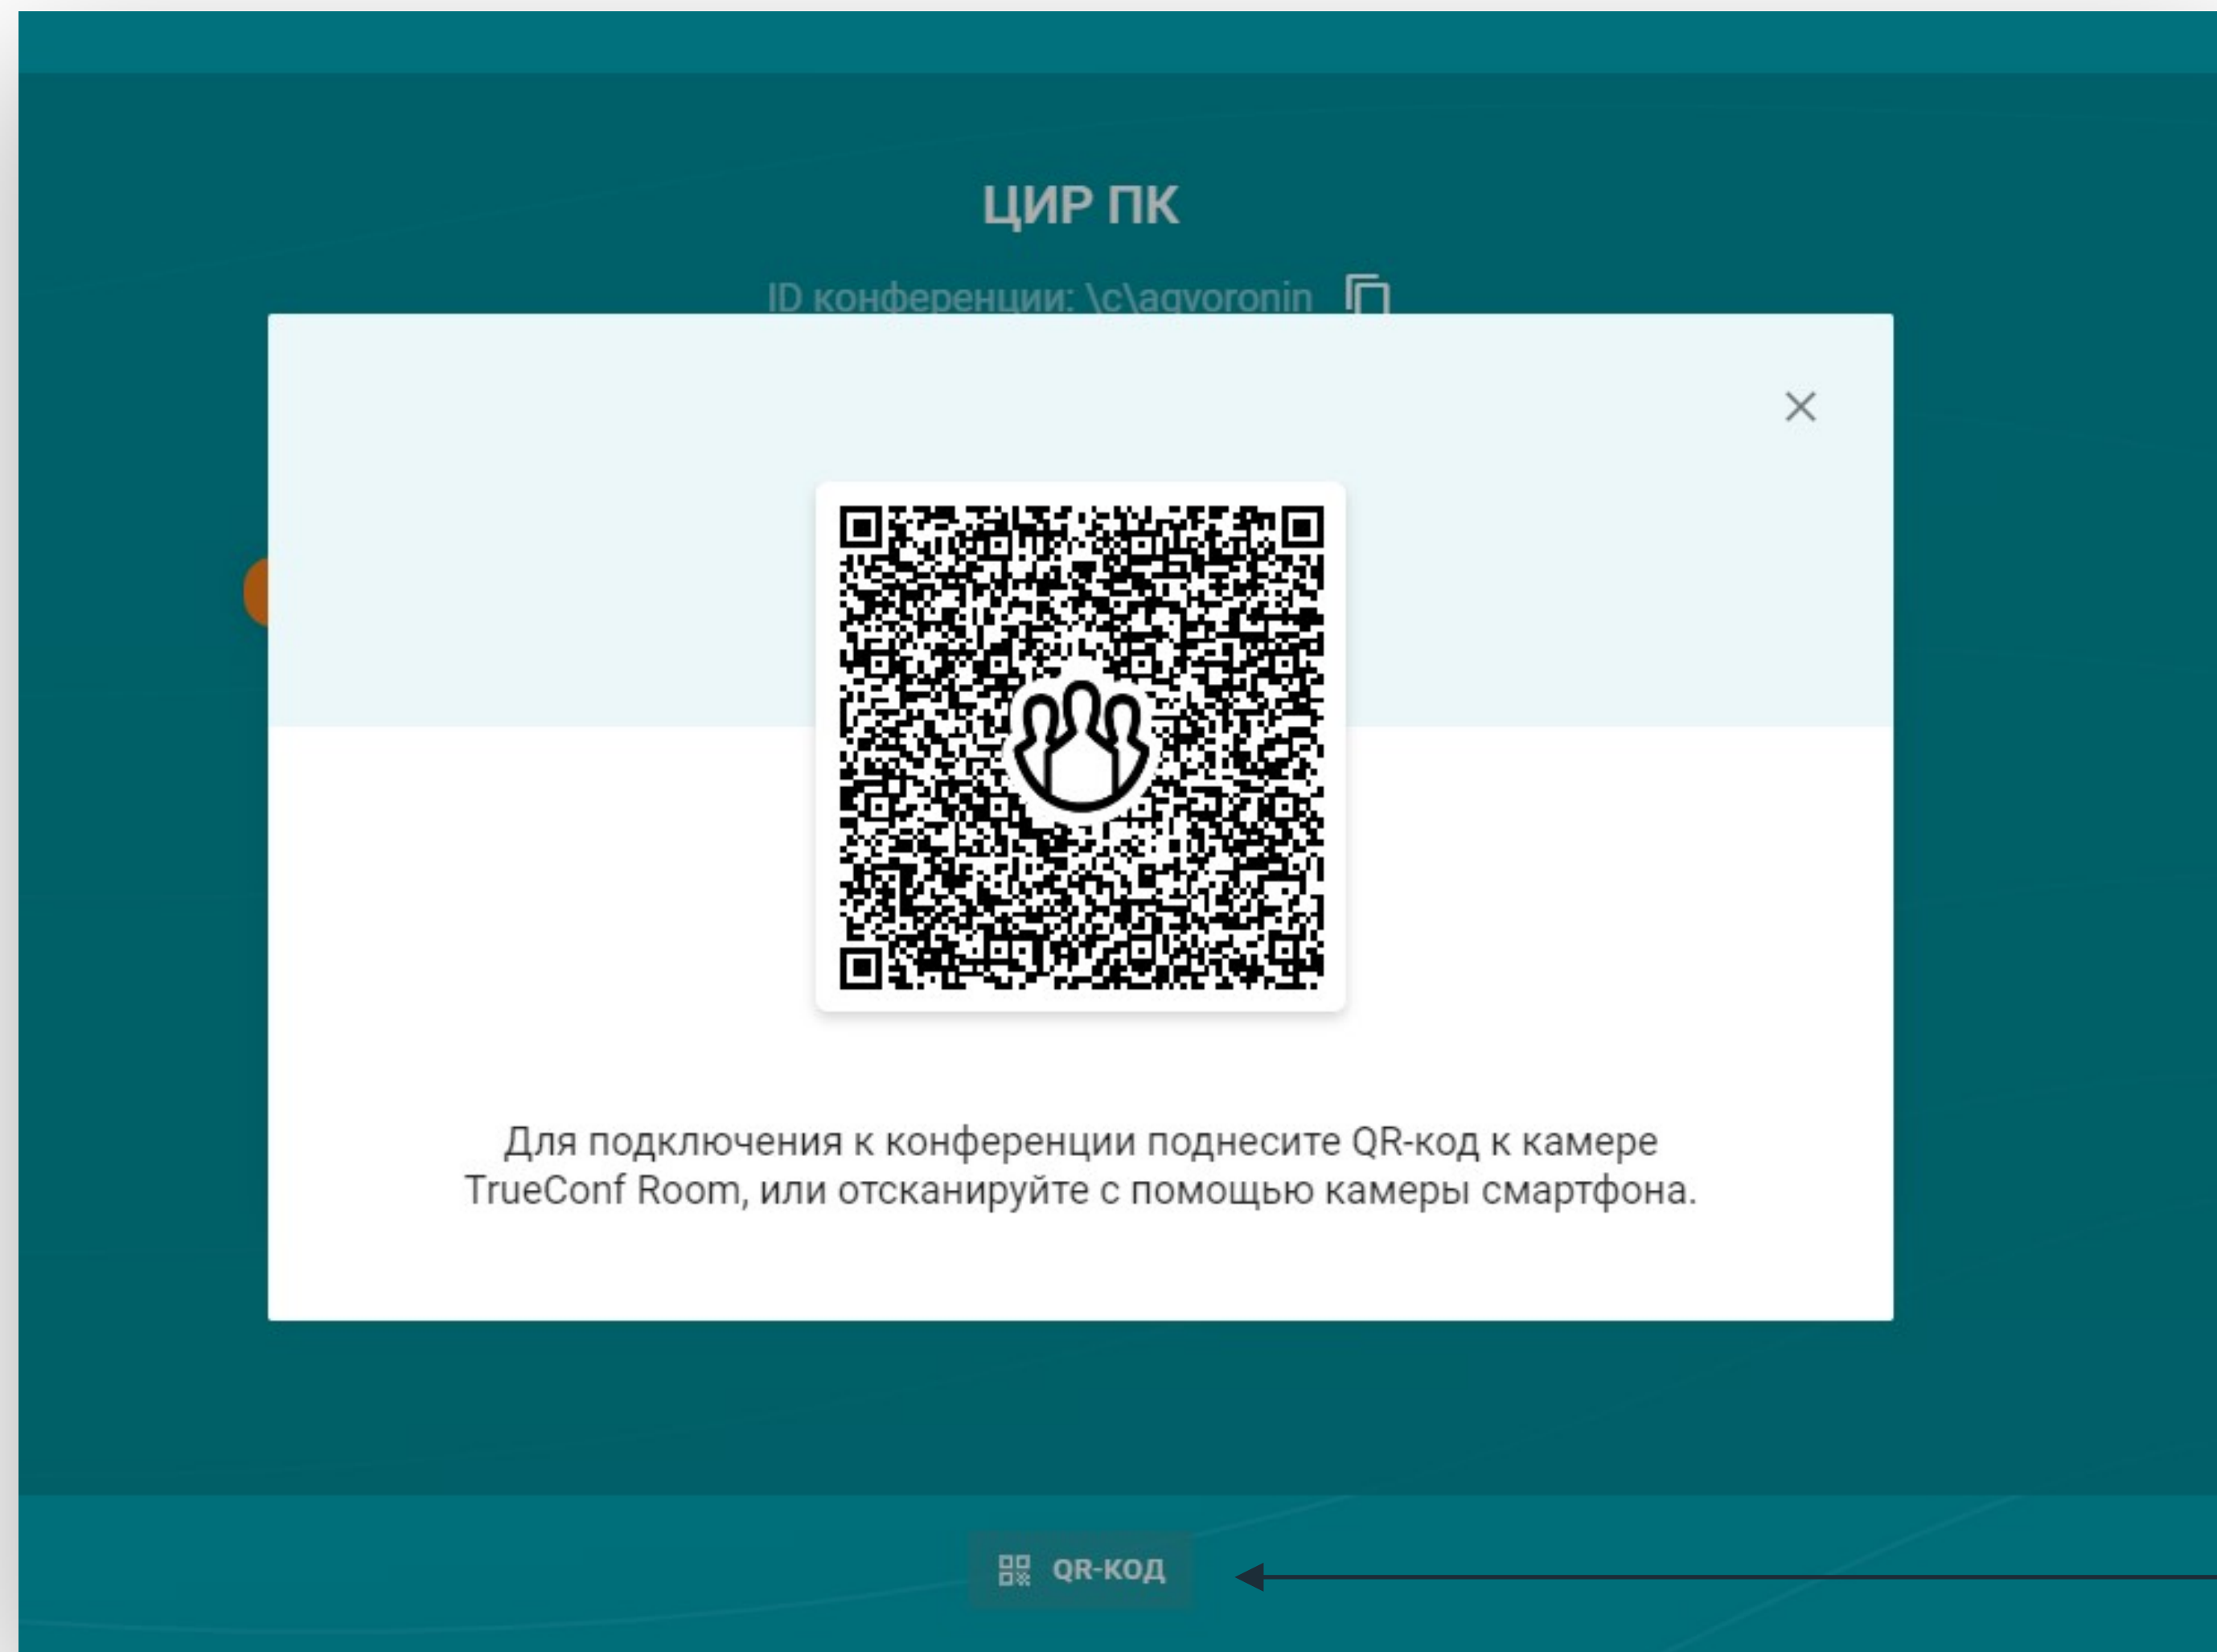 ЦИР ПК
ID конференции: \c\agvoronin
Для подключения к конференции поднесите QR-код к камере
TrueConf Room, или отсканируйте с помощью камеры смартфона.
QR-КОД